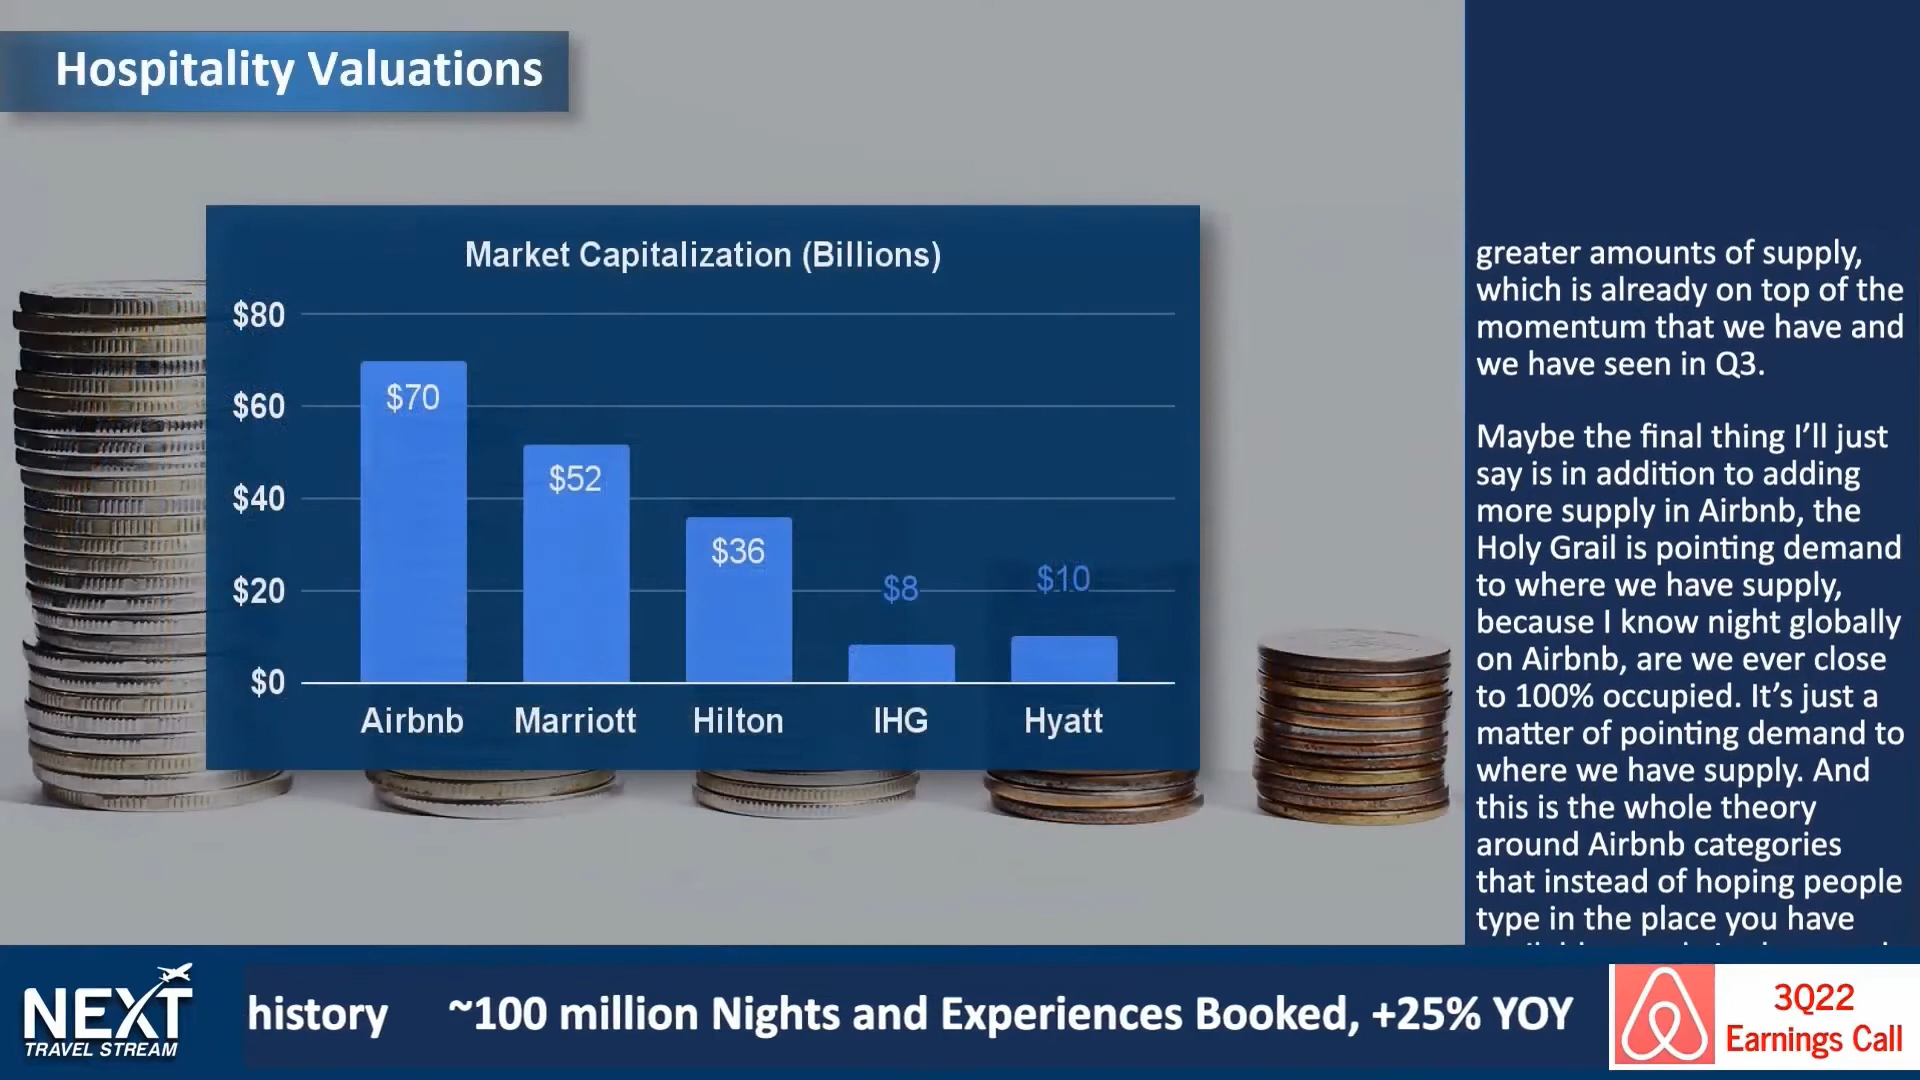 Hospitality Valuations
Market Capitalization (Billions)
$80
$60
$40
$20
$0
$70
$52
$36
$8
$10
Airbnb
Marriott
Hilton
IHG
Hyatt
greater amounts of supply,
which is already on top of the
momentum that we have and
we have seen in Q3.
Maybe the final thing I’ll just
say is in addition to adding
more supply in Airbnb, the
Holy Grail is pointing demand
to where we have supply,
because I know night globally
on Airbnb, are we ever close
to 100% occupied. It’s just a
matter of pointing demand to
where we have supply. And
this is the whole theory
around Airbnb categories
that instead of hoping people
type in the place you have
NEXT
TRAVEL STREAM
history ~100 million Nights and Experiences Booked, +25% YOY
3Q22
Earnings Call